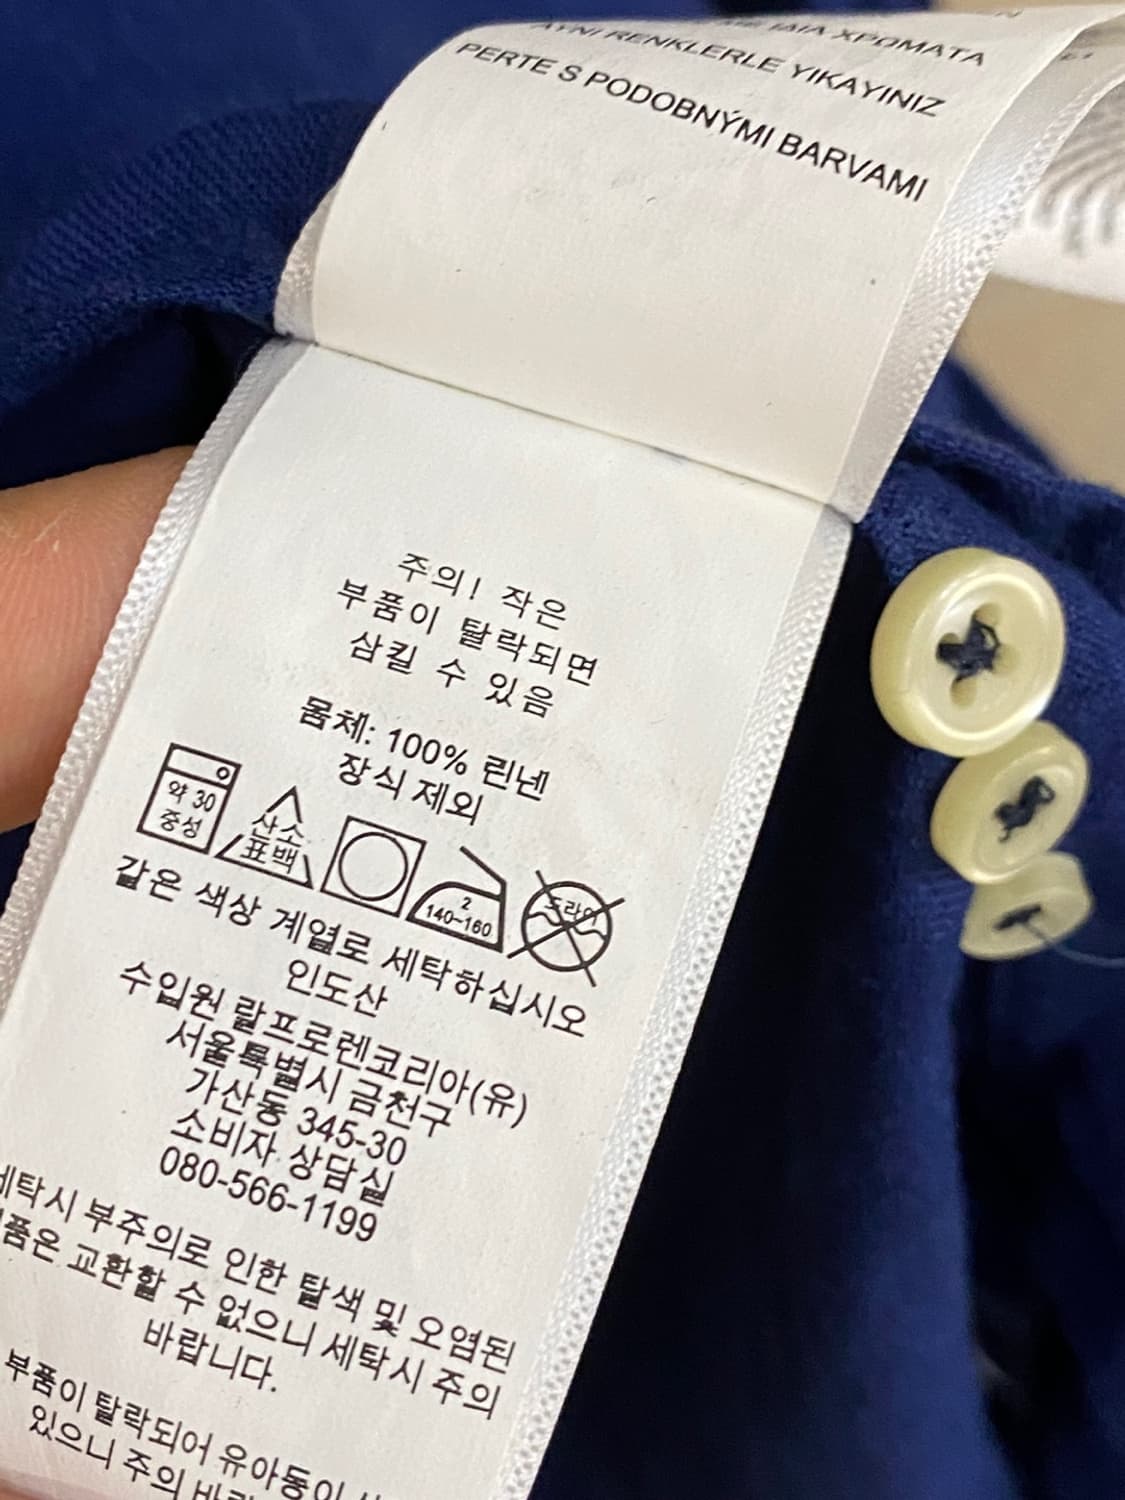 ΜΕ ΙΔΙΑ ΧΡΩΜΑΤΑ
AYNI RENKLERLE YIKAYINIZ
PERTE S PODOBNÝMI BARVAMI
주의! 작은
부품이 탈락되면
삼킬 수 있음
몸체: 100% 린넨
장식 제외
약 30
중성
산소
표백
2
140~160
드라이
같은 색상 계열로 세탁하십시오
인도산
수입원 랄프로렌코리아(유)
서울특별시 금천구
가산동 345-30
소비자 상담실
080-566-1199
세탁시 부주의로 인한 탈색 및 오염된
제품은 교환할 수 없으니 세탁시 주의
바랍니다.
부품이 탈락되어 유아동이
있으니 주의